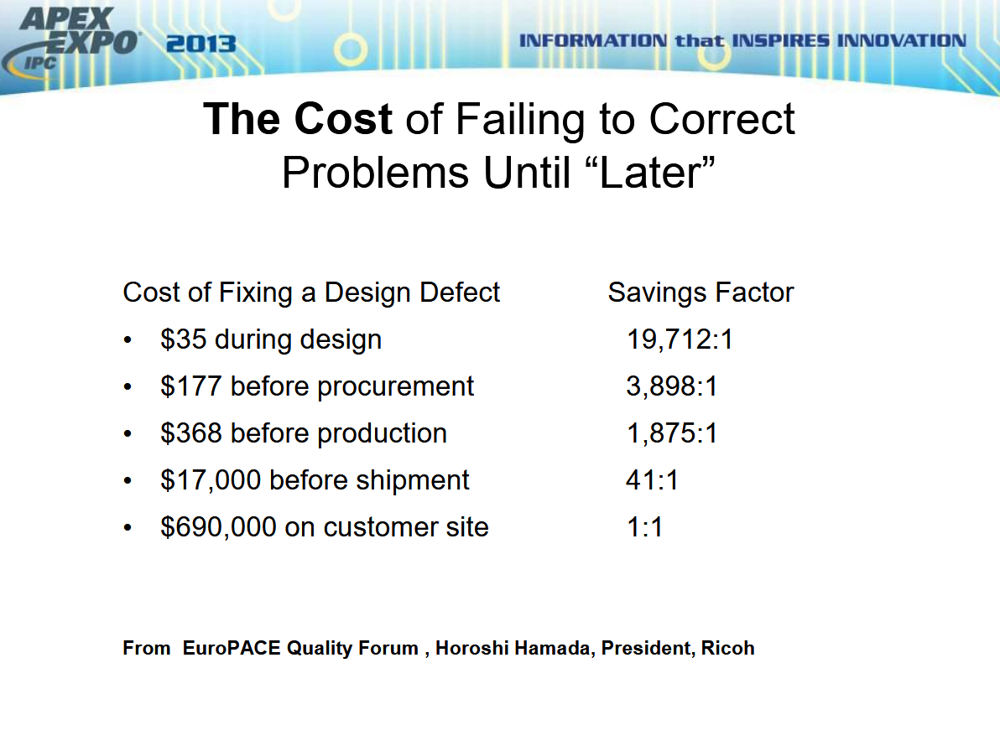 APEX
EXPO®
IPC
2013
INFORMATION that INSPIRES INNOVATION
The Cost of Failing to Correct
Problems Until “Later”
Cost of Fixing a Design Defect Savings Factor
• $35 during design 19,712:1
• $177 before procurement 3,898:1
• $368 before production 1,875:1
• $17,000 before shipment 41:1
• $690,000 on customer site 1:1
From EuroPACE Quality Forum , Horoshi Hamada, President, Ricoh